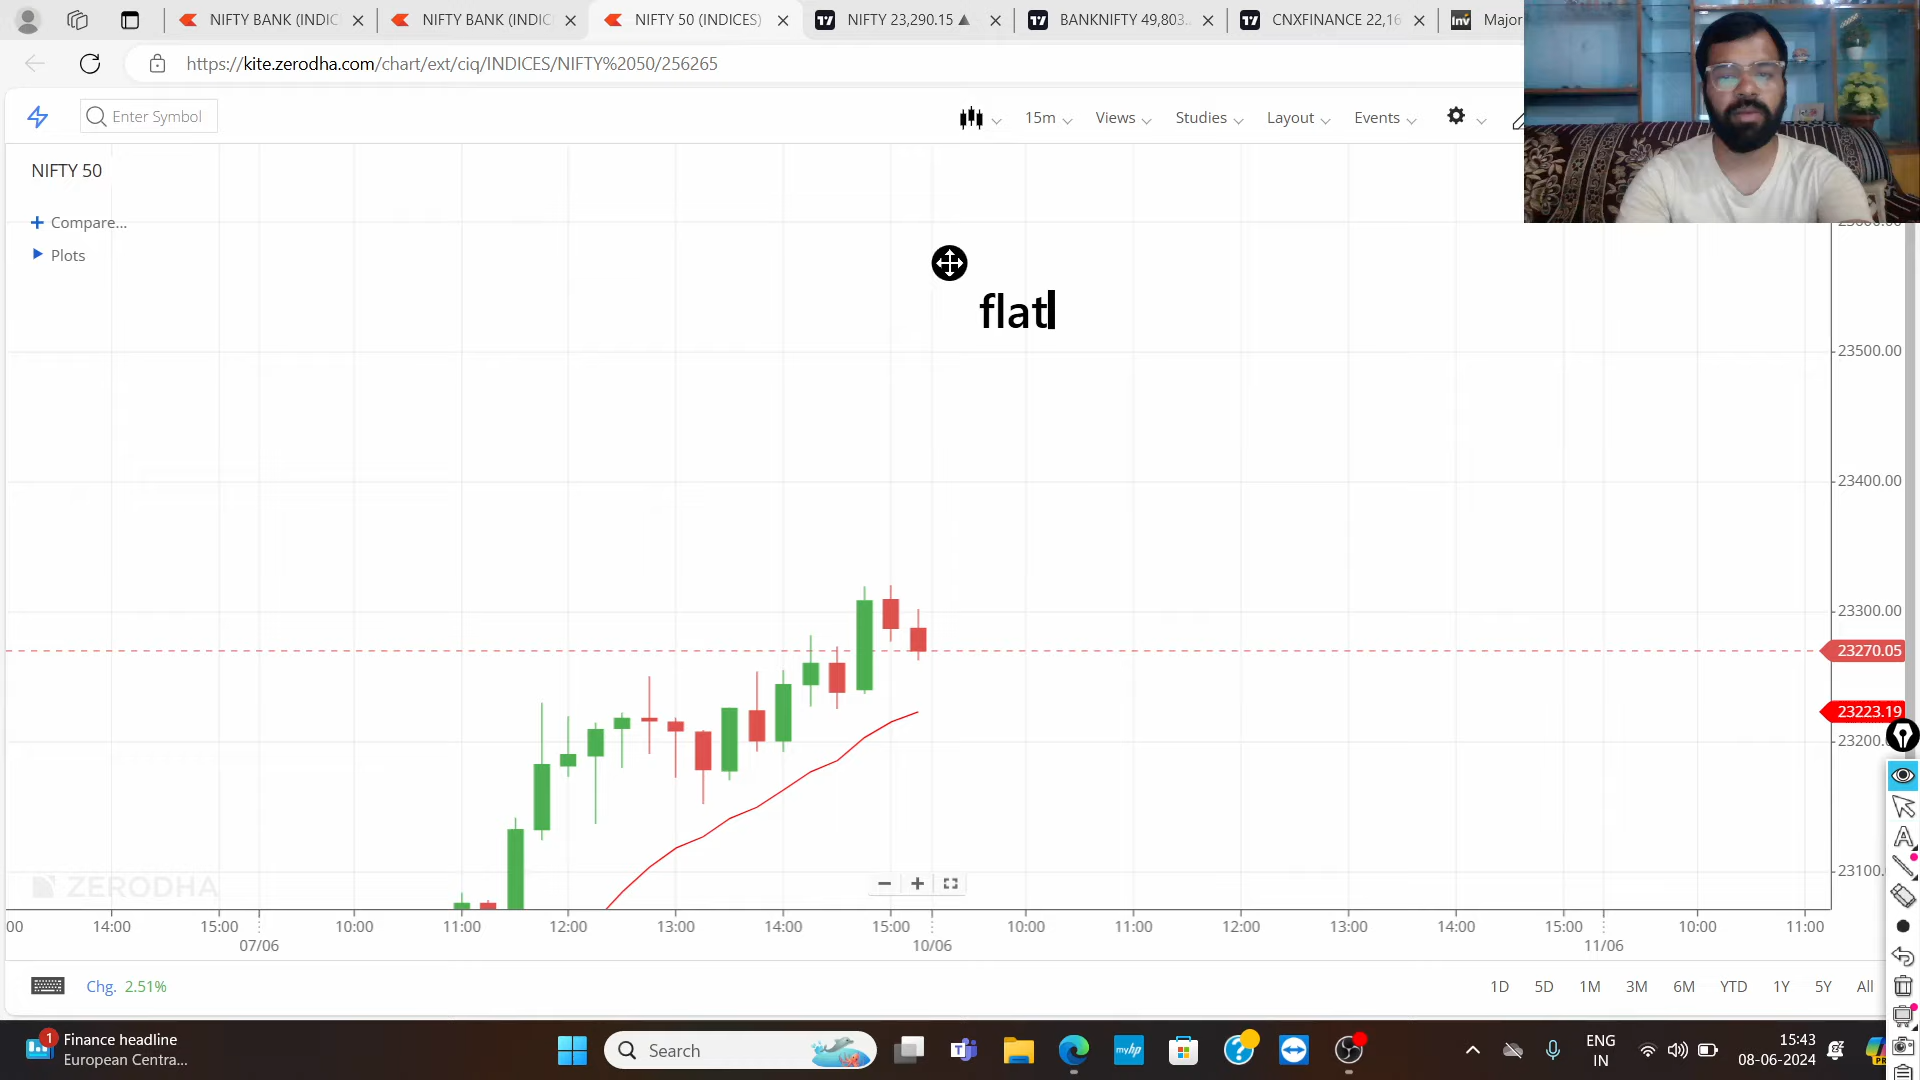 NIFTY BANK (INDIC
NIFTY BANK (INDIC
NIFTY 50 (INDICES)
NIFTY 23,290.15 ▲
BANKNIFTY 49,803..
CNXFINANCE 22,16
Inv
Major
https://kite.zerodha.com/chart/ext/ciq/INDICES/NIFTY%2050/256265
Enter Symbol
15m
Views
Studies
Layout
Events
NIFTY 50
+ Compare...
Plots
flat
23500.00
23400.00
23300.00
23270.05
23223.19
23200.
23100.
ZERODHA
− +
00
14:00
15:00
10:00
11:00
12:00
13:00
14:00
15:00
10:00
11:00
12:00
13:00
14:00
15:00
10:00
11:00
07/06
10/06
11/06
Chg. 2.51%
1D
5D
1M
3M
6M
YTD
1Y
5Y
All
A
1
Finance headline
European Centra...
Search
myhp
ENG
IN
15:43
08-06-2024